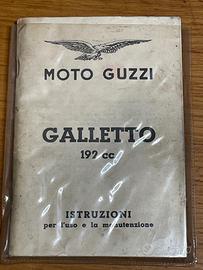 MOTO GUZZI
GALLETTO
192 cc
ISTRUZIONI
per l'uso e la manutenzione